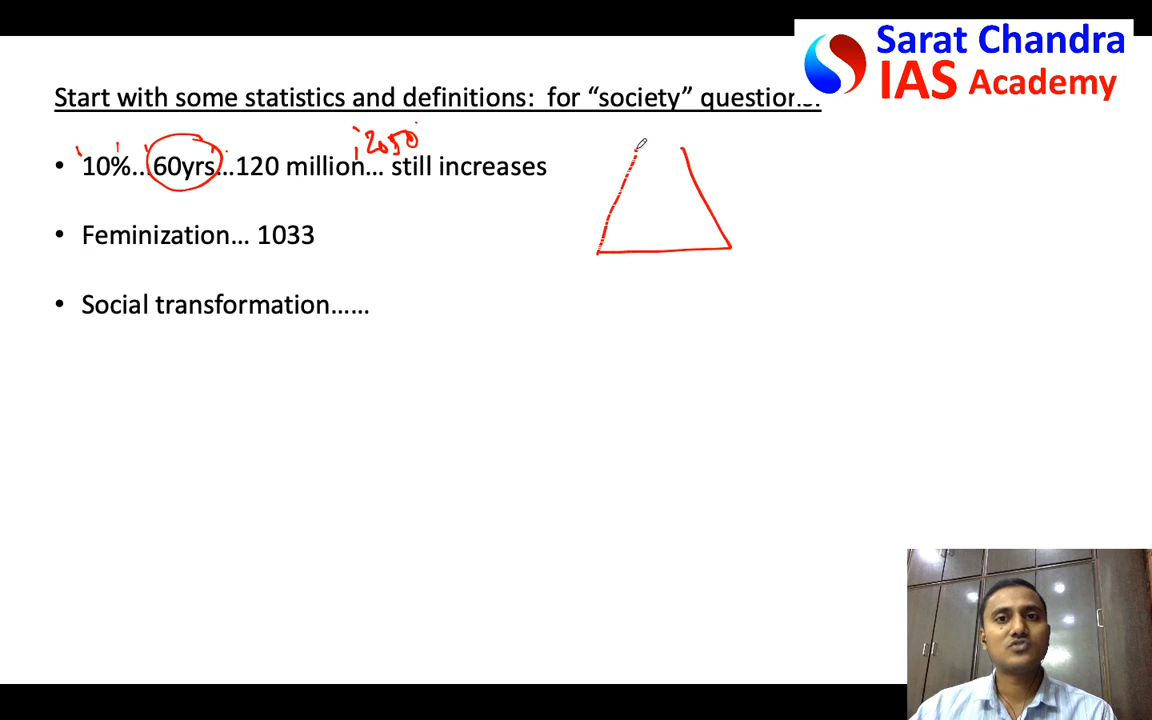 Sarat Chandra
IAS Academy
Start with some statistics and definitions: for “society” questions:
2050
• 10%...60yrs...120 million... still increases
• Feminization... 1033
• Social transformation......